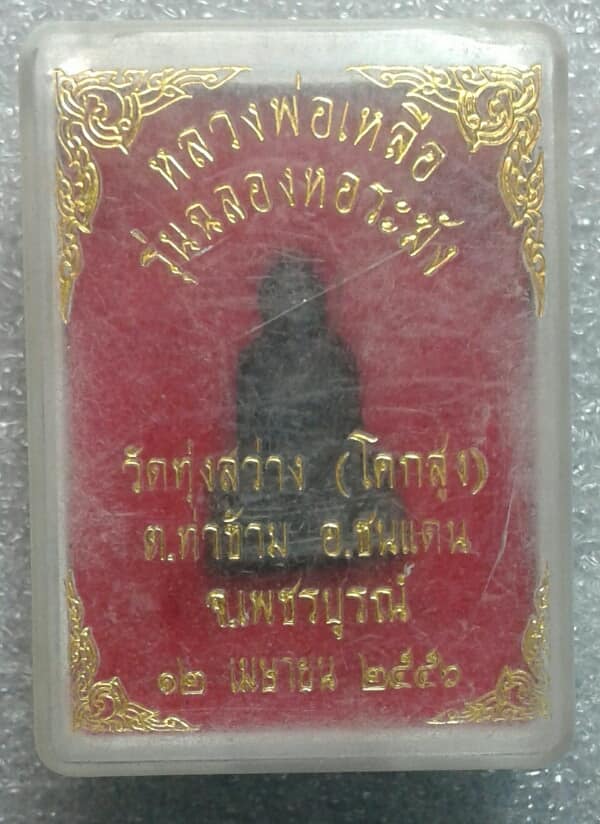 หลวงพ่อเหลือ
รุ่นฉลองหอระฆัง
วัดทุ่งสว่าง (โคกสูง)
ต.ท่าข้าม อ.ชนแดน
จ.เพชรบูรณ์
๑๒ เมษายน ๒๕๕๖